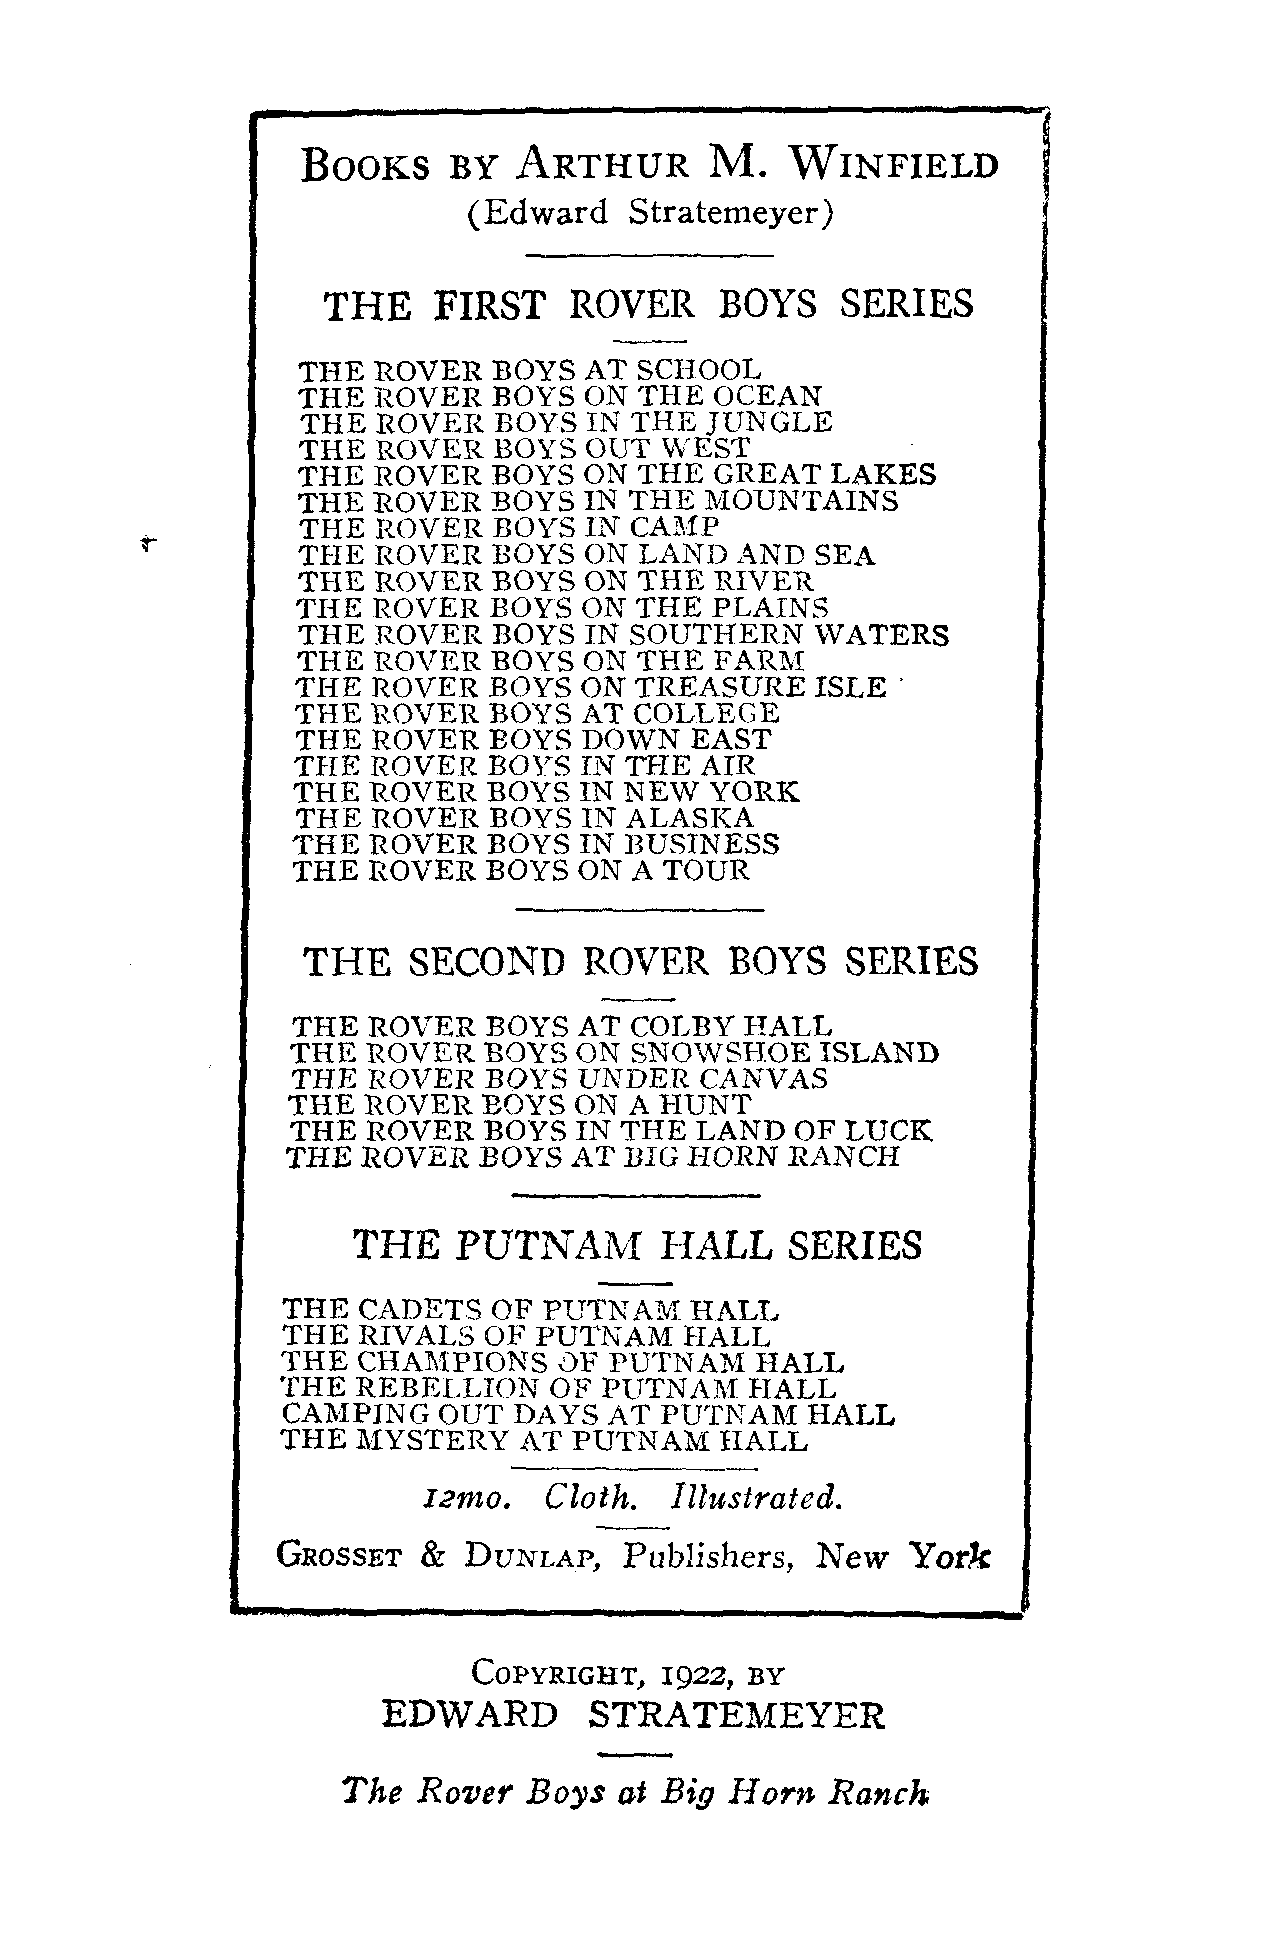 BOOKS BY ARTHUR M. WINFIELD
(Edward Stratemeyer)
THE FIRST ROVER BOYS SERIES
THE ROVER BOYS AT SCHOOL
THE ROVER BOYS ON THE OCEAN
THE ROVER BOYS IN THE JUNGLE
THE ROVER BOYS OUT WEST
THE ROVER BOYS ON THE GREAT LAKES
THE ROVER BOYS IN THE MOUNTAINS
THE ROVER BOYS IN CAMP
THE ROVER BOYS ON LAND AND SEA
THE ROVER BOYS ON THE RIVER
THE ROVER BOYS ON THE PLAINS
THE ROVER BOYS IN SOUTHERN WATERS
THE ROVER BOYS ON THE FARM
THE ROVER BOYS ON TREASURE ISLE
THE ROVER BOYS AT COLLEGE
THE ROVER BOYS DOWN EAST
THE ROVER BOYS IN THE AIR
THE ROVER BOYS IN NEW YORK
THE ROVER BOYS IN ALASKA
THE ROVER BOYS IN BUSINESS
THE ROVER BOYS ON A TOUR
THE SECOND ROVER BOYS SERIES
THE ROVER BOYS AT COLBY HALL
THE ROVER BOYS ON SNOWSHOE ISLAND
THE ROVER BOYS UNDER CANVAS
THE ROVER BOYS ON A HUNT
THE ROVER BOYS IN THE LAND OF LUCK
THE ROVER BOYS AT BIG HORN RANCH
THE PUTNAM HALL SERIES
THE CADETS OF PUTNAM HALL
THE RIVALS OF PUTNAM HALL
THE CHAMPIONS OF PUTNAM HALL
THE REBELLION OF PUTNAM HALL
CAMPING OUT DAYS AT PUTNAM HALL
THE MYSTERY AT PUTNAM HALL
12mo. Cloth. Illustrated.
GROSSET & DUNLAP, Publishers, New York
COPYRIGHT, 1922, BY
EDWARD STRATEMEYER
The Rover Boys at Big Horn Ranch